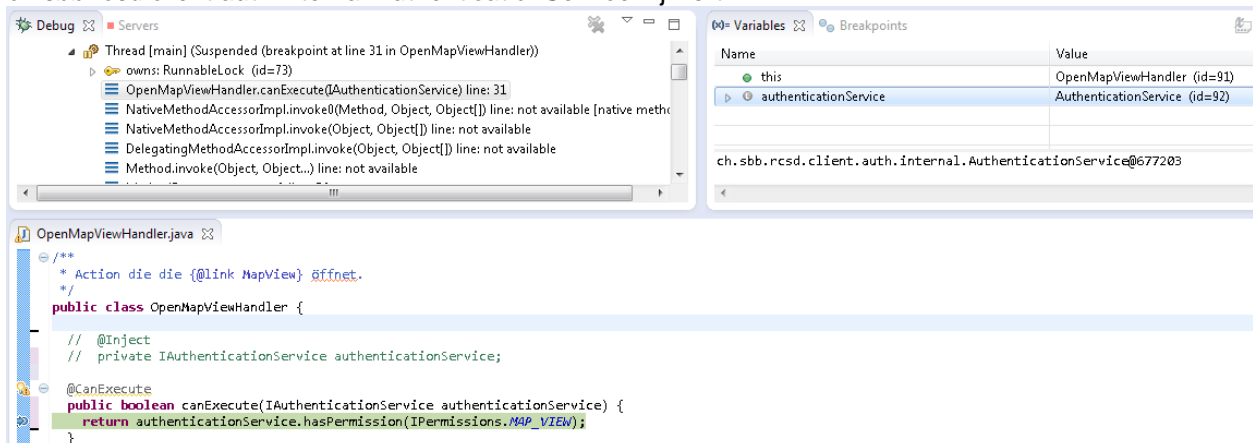 Debug Servers
Thread [main] (Suspended (breakpoint at line 31 in OpenMapViewHandler))
owns: RunnableLock (id=73)
OpenMapViewHandler.canExecute(IAuthenticationService) line: 31
NativeMethodAccessorImpl.invoke0(Method, Object, Object[]) line: not available [native metho
NativeMethodAccessorImpl.invoke(Object, Object[]) line: not available
DelegatingMethodAccessorImpl.invoke(Object, Object[]) line: not available
Method.invoke(Object, Object...) line: not available
(x)= Variables Breakpoints
Name Value
this OpenMapViewHandler (id=91)
authenticationService AuthenticationService (id=92)
ch.sbb.rcsd.client.auth.internal.AuthenticationService@677203
OpenMapViewHandler.java
/**
* Action die die {@link MapView} öffnet.
*/
public class OpenMapViewHandler {
// @Inject
// private IAuthenticationService authenticationService;
@CanExecute
public boolean canExecute(IAuthenticationService authenticationService) {
return authenticationService.hasPermission(IPermissions.MAP_VIEW);
}